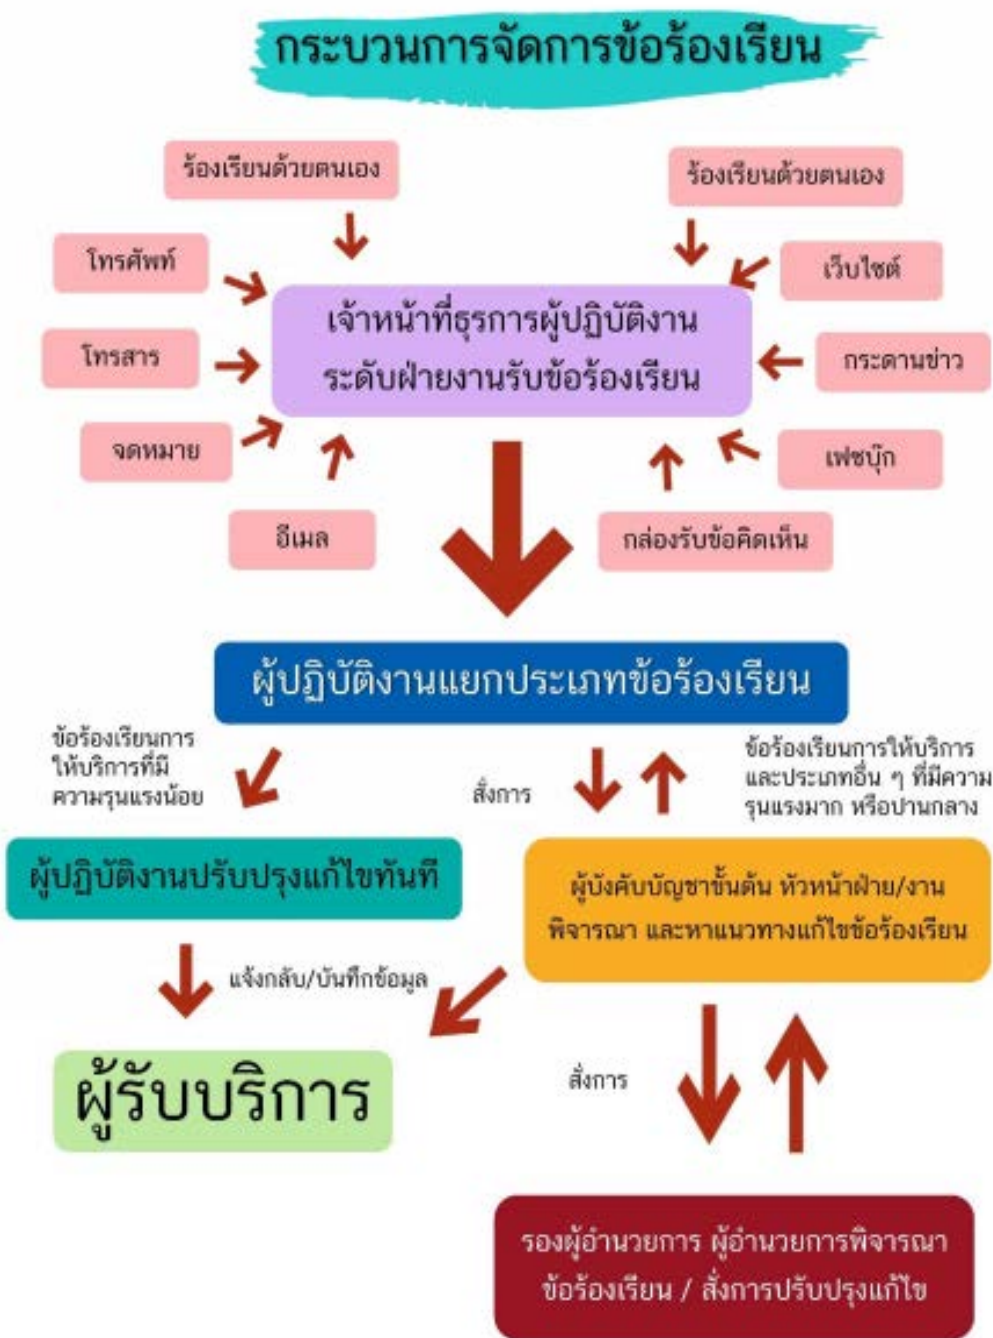 กระบวนการจัดการข้อร้องเรียน
ร้องเรียนด้วยตนเอง
ร้องเรียนด้วยตนเอง
โทรศัพท์
เว็บไซต์
เจ้าหน้าที่ธุรการผู้ปฏิบัติงาน
ระดับฝ่ายงานรับข้อร้องเรียน
โทรสาร
กระดานข่าว
จดหมาย
เฟซบุ๊ก
อีเมล
กล่องรับข้อคิดเห็น
ผู้ปฏิบัติงานแยกประเภทข้อร้องเรียน
ข้อร้องเรียนการ
ให้บริการที่มี
ความรุนแรงน้อย
สั่งการ
ข้อร้องเรียนการให้บริการ
และประเภทอื่น ๆ ที่มีความ
รุนแรงมาก หรือปานกลาง
ผู้ปฏิบัติงานปรับปรุงแก้ไขทันที
ผู้บังคับบัญชาชั้นต้น หัวหน้าฝ่าย/งาน
พิจารณา และหาแนวทางแก้ไขข้อร้องเรียน
แจ้งกลับ/บันทึกข้อมูล
ผู้รับบริการ
สั่งการ
รองผู้อำนวยการ ผู้อำนวยการพิจารณา
ข้อร้องเรียน / สั่งการปรับปรุงแก้ไข